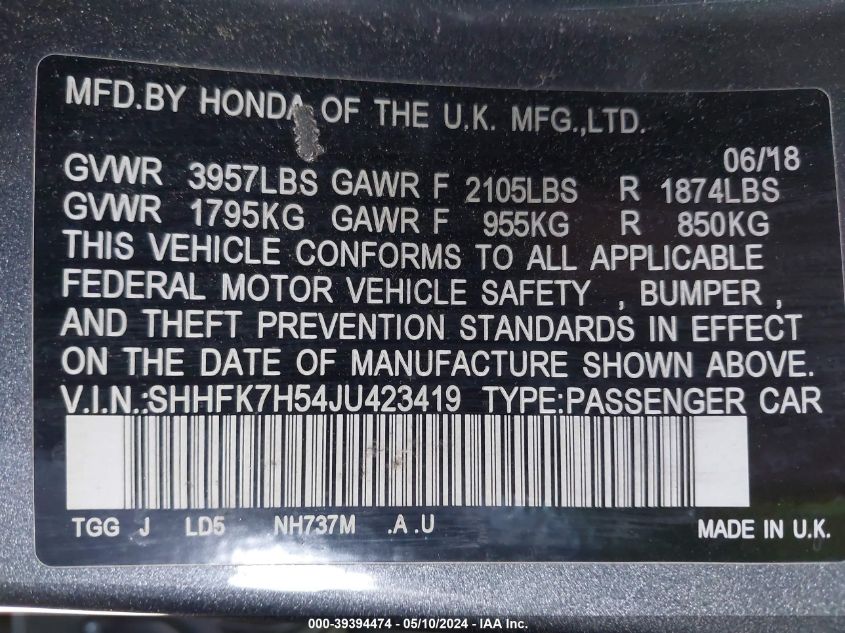 MFD.BY HONDA OF THE U.K. MFG.,LTD.
06/'18
GVWR 3957LBS GAWR F 2105LBS R 1874LBS
GVWR 1795KG GAWR F 955KG R 850KG
THIS VEHICLE CONFORMS TO ALL APPLICABLE
FEDERAL MOTOR VEHICLE SAFETY , BUMPER ,
AND THEFT PREVENTION STANDARDS IN EFFECT
ON THE DATE OF MANUFACTURE SHOWN ABOVE.
V.I.N.:SHHFK7H54JU423419 TYPE:PASSENGER CAR
TGG J LD5 NH737M .A .U MADE IN U.K.
000-39394474 - 05/10/2024 - IAA Inc.